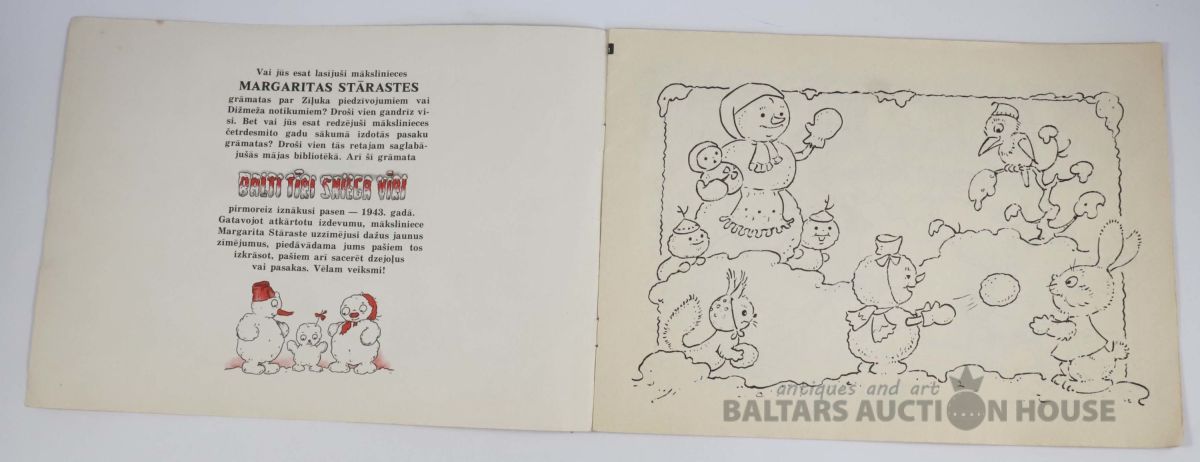 Vai jūs esat lasījuši mākslinieces
MARGARITAS STĀRASTES
grāmatas par Zīļuka piedzīvojumiem vai
Dižmeža notikumiem? Droši vien gandrīz vi-
si. Bet vai jūs esat redzējuši mākslinieces
četrdesmito gadu sākumā izdotās pasaku
grāmatas? Droši vien tās retajam saglabā-
jušās mājas bibliotēkā. Arī šī grāmata
BALTI TĪRI SNIEGA VĪRI
pirmoreiz iznākusi pasen — 1943. gadā.
Gatavojot atkārtotu izdevumu, māksliniece
Margarita Stāraste uzzīmējusi dažus jaunus
zīmējumus, piedāvādama jums pašiem tos
izkrāsot, pašiem arī sacerēt dzejoļus
vai pasakas. Vēlam veiksmi!
antiques and art
BALTARS AUCTION HOUSE